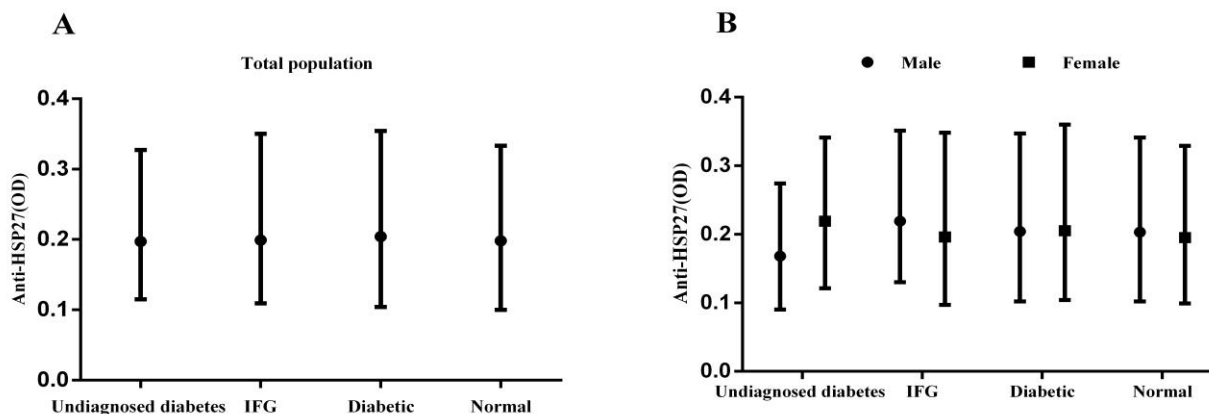 A
Total population
Anti-HSP27(OD)
0.4
0.3
0.2
0.1
0.0
Undiagnosed diabetes IFG Diabetic Normal
B
Male Female
Anti-HSP27(OD)
0.4
0.3
0.2
0.1
0.0
Undiagnosed diabetes IFG Diabetic Normal